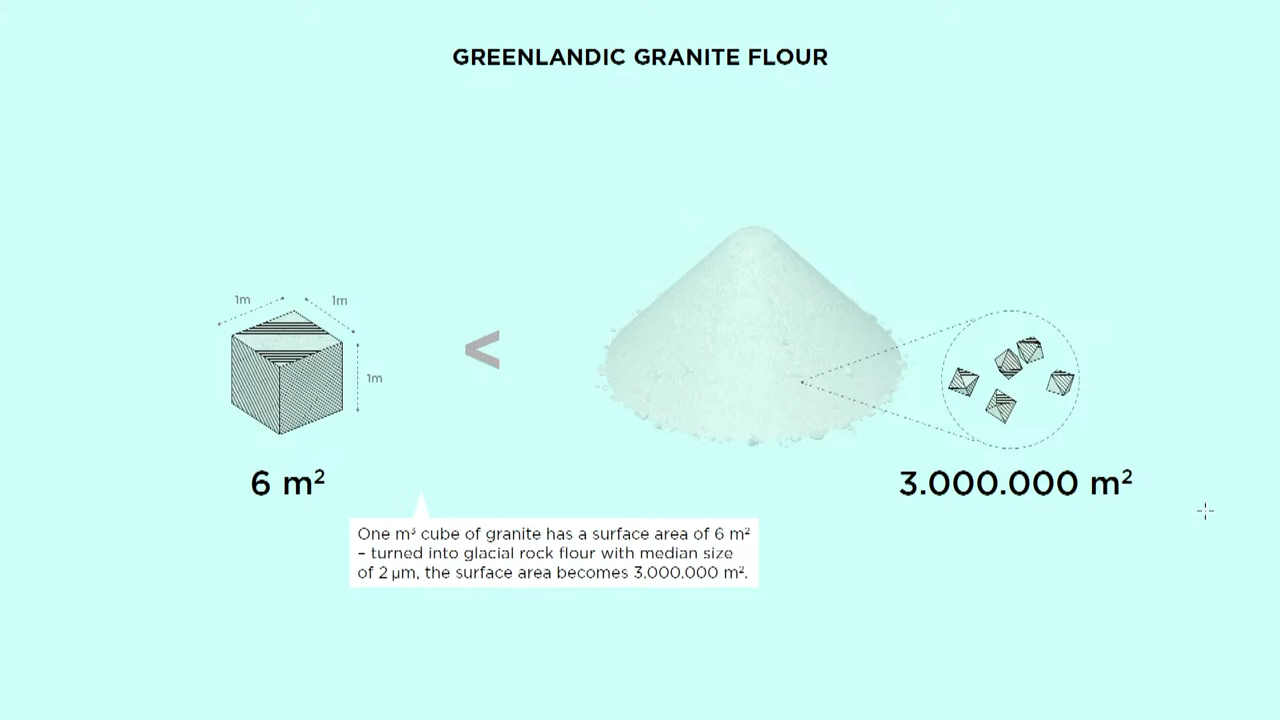 GREENLANDIC GRANITE FLOUR
1m
1m
1m
<
6 m²
3.000.000 m²
One m³ cube of granite has a surface area of 6 m²
– turned into glacial rock flour with median size
of 2 µm, the surface area becomes 3.000.000 m².